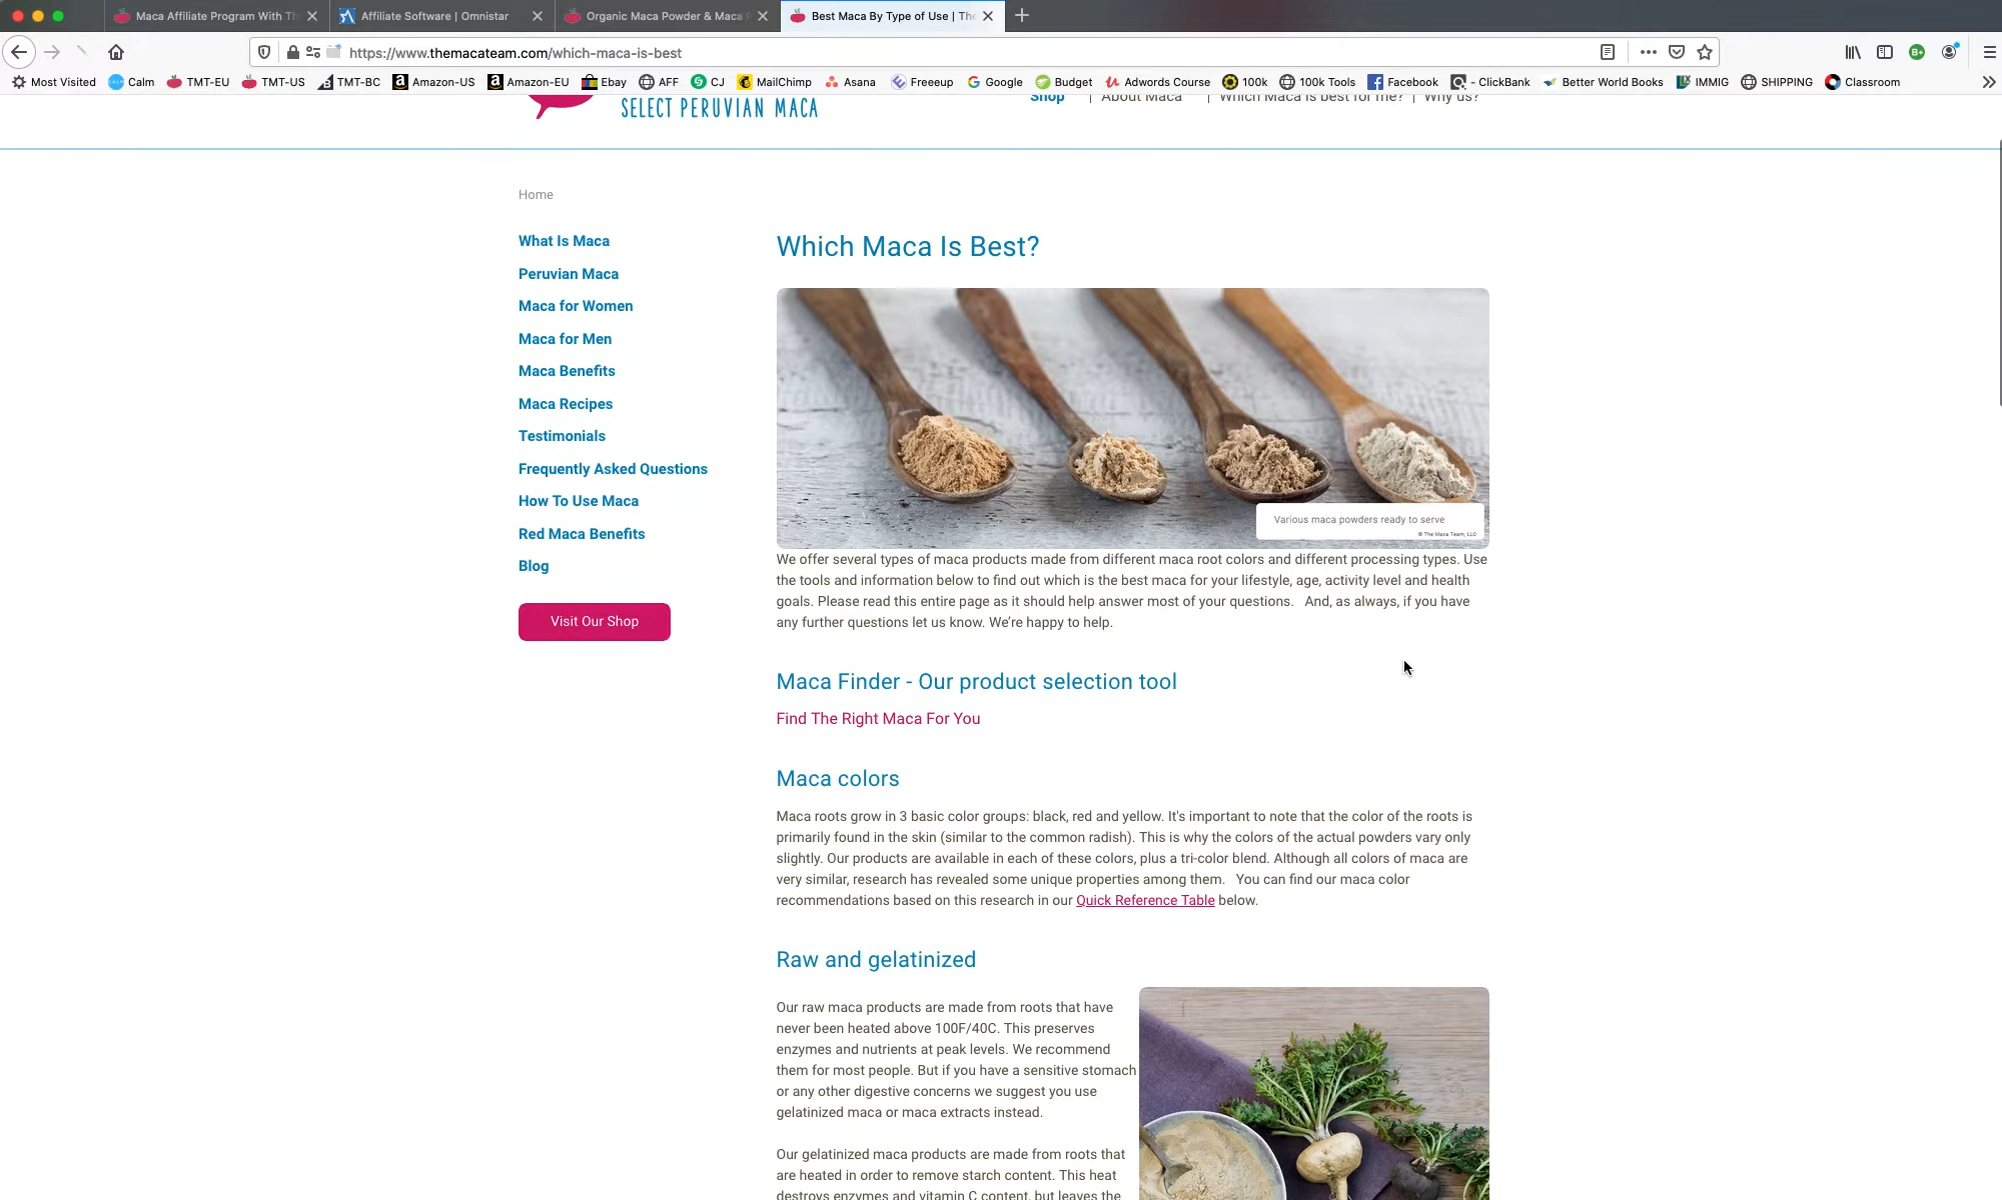 Maca Affiliate Program With Th
Affiliate Software | Omnistar
Organic Maca Powder & Maca
Best Maca By Type of Use | The
https://www.themacateam.com/which-maca-is-best
Most Visited
Calm
TMT-EU
TMT-US
TMT-BC
Amazon-US
Amazon-EU
Ebay
AFF
CJ
MailChimp
Asana
Freeeup
Google
Budget
Adwords Course
100k
100k Tools
Facebook
- ClickBank
Better World Books
IMMIG
SHIPPING
Classroom
SELECT PERUVIAN MACA
Shop | About Maca | Which Maca is best for me? | Why us?
Home
What Is Maca
Peruvian Maca
Maca for Women
Maca for Men
Maca Benefits
Maca Recipes
Testimonials
Frequently Asked Questions
How To Use Maca
Red Maca Benefits
Blog
Visit Our Shop
Which Maca Is Best?
Various maca powders ready to serve
© The Maca Team, LLC
We offer several types of maca products made from different maca root colors and different processing types. Use
the tools and information below to find out which is the best maca for your lifestyle, age, activity level and health
goals. Please read this entire page as it should help answer most of your questions. And, as always, if you have
any further questions let us know. We're happy to help.
Maca Finder - Our product selection tool
Find The Right Maca For You
Maca colors
Maca roots grow in 3 basic color groups: black, red and yellow. It's important to note that the color of the roots is
primarily found in the skin (similar to the common radish). This is why the colors of the actual powders vary only
slightly. Our products are available in each of these colors, plus a tri-color blend. Although all colors of maca are
very similar, research has revealed some unique properties among them. You can find our maca color
recommendations based on this research in our Quick Reference Table below.
Raw and gelatinized
Our raw maca products are made from roots that have
never been heated above 100F/40C. This preserves
enzymes and nutrients at peak levels. We recommend
them for most people. But if you have a sensitive stomach
or any other digestive concerns we suggest you use
gelatinized maca or maca extracts instead.
Our gelatinized maca products are made from roots that
are heated in order to remove starch content. This heat
destroys enzymes and vitamin C content, but leaves the